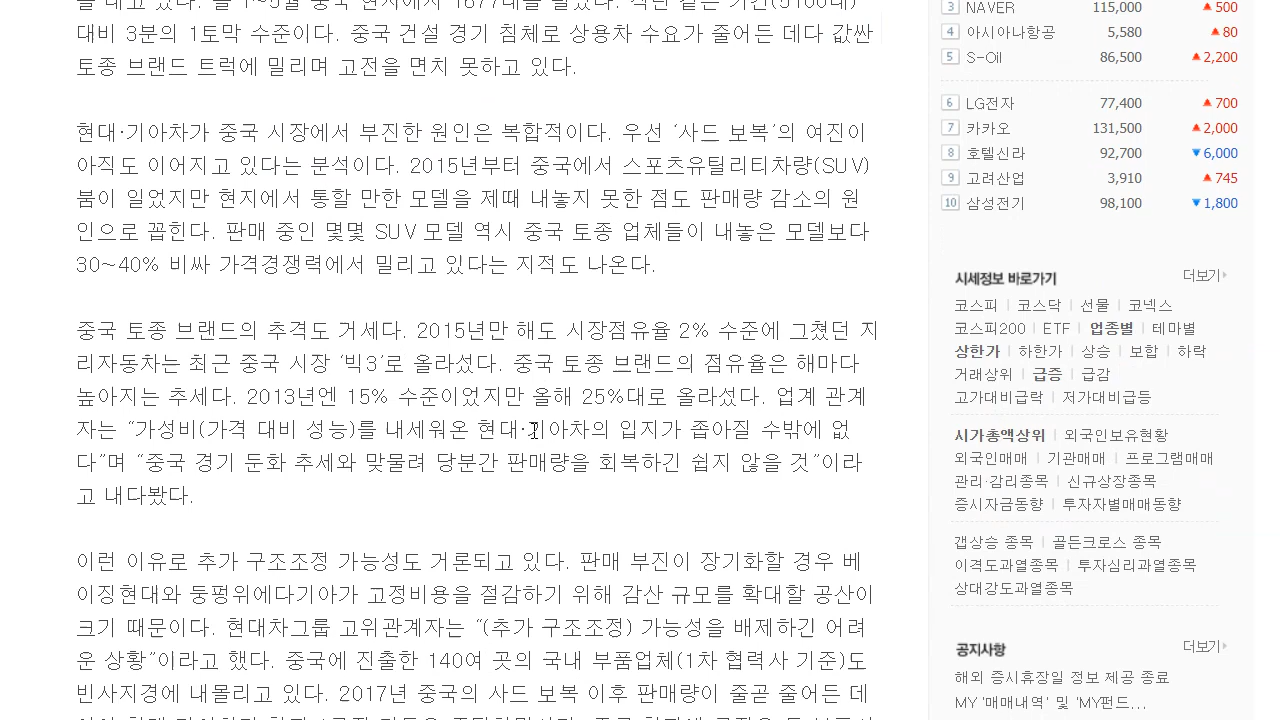 를 내고 있다. 올 1~5월 중국 현지에서 1677대를 팔았다. 작년 같은 기간(5100대)
대비 3분의 1토막 수준이다. 중국 건설 경기 침체로 상용차 수요가 줄어든 데다 값싼
토종 브랜드 트럭에 밀리며 고전을 면치 못하고 있다.
현대·기아차가 중국 시장에서 부진한 원인은 복합적이다. 우선 ‘사드 보복’의 여진이
아직도 이어지고 있다는 분석이다. 2015년부터 중국에서 스포츠유틸리티차량(SUV)
붐이 일었지만 현지에서 통할 만한 모델을 제때 내놓지 못한 점도 판매량 감소의 원
인으로 꼽힌다. 판매 중인 몇몇 SUV 모델 역시 중국 토종 업체들이 내놓은 모델보다
30~40% 비싸 가격경쟁력에서 밀리고 있다는 지적도 나온다.
중국 토종 브랜드의 추격도 거세다. 2015년만 해도 시장점유율 2% 수준에 그쳤던 지
리자동차는 최근 중국 시장 ‘빅3’로 올라섰다. 중국 토종 브랜드의 점유율은 해마다
높아지는 추세다. 2013년엔 15% 수준이었지만 올해 25%대로 올라섰다. 업계 관계
자는 “가성비(가격 대비 성능)를 내세워온 현대·기아차의 입지가 좁아질 수밖에 없
다”며 “중국 경기 둔화 추세와 맞물려 당분간 판매량을 회복하긴 쉽지 않을 것”이라
고 내다봤다.
이런 이유로 추가 구조조정 가능성도 거론되고 있다. 판매 부진이 장기화할 경우 베
이징현대와 둥펑위에다기아가 고정비용을 절감하기 위해 감산 규모를 확대할 공산이
크기 때문이다. 현대차그룹 고위관계자는 “(추가 구조조정) 가능성을 배제하긴 어려
운 상황”이라고 했다. 중국에 진출한 140여 곳의 국내 부품업체(1차 협력사 기준)도
빈사지경에 내몰리고 있다. 2017년 중국의 사드 보복 이후 판매량이 줄곧 줄어든 데
3 NAVER 115,000 ▲500
4 아시아나항공 5,580 ▲80
5 S-Oil 86,500 ▲2,200
6 LG전자 77,400 ▲700
7 카카오 131,500 ▲2,000
8 호텔신라 92,700 ▼6,000
9 고려산업 3,910 ▲745
10 삼성전기 98,100 ▼1,800
시세정보 바로가기 더보기
코스피 | 코스닥 | 선물 | 코넥스
코스피200 | ETF | 업종별 | 테마별
상한가 | 하한가 | 상승 | 보합 | 하락
거래상위 | 급증 | 급감
고가대비급락 | 저가대비급등
시가총액상위 | 외국인보유현황
외국인매매 | 기관매매 | 프로그램매매
관리·감리종목 | 신규상장종목
증시자금동향 | 투자자별매매동향
갭상승 종목 | 골든크로스 종목
이격도과열종목 | 투자심리과열종목
상대강도과열종목
공지사항 더보기
해외 증시휴장일 정보 제공 종료
MY '매매내역' 및 'MY펀드...